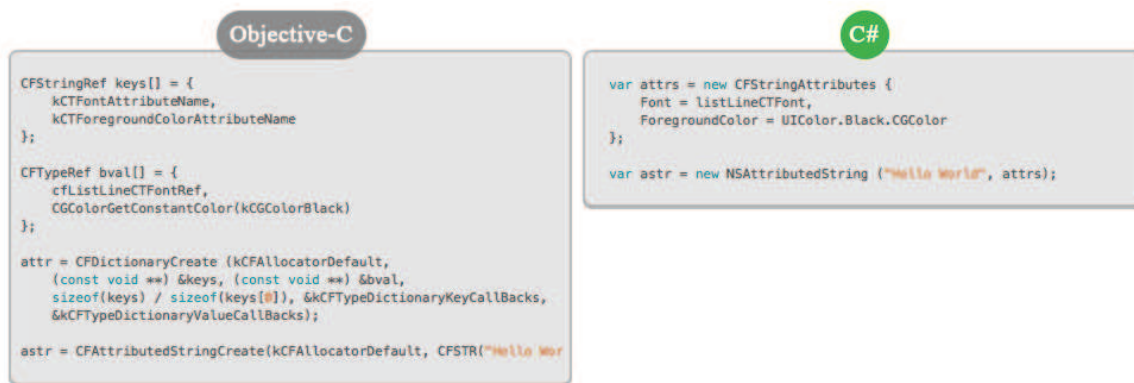 Objective-C
CFStringRef keys[] = {
kCTFontAttributeName,
kCTForegroundColorAttributeName
};
CFTypeRef bval[] = {
cfListLineCTFontRef,
CGColorGetConstantColor(kCGColorBlack)
};
attr = CFDictionaryCreate (kCFAllocatorDefault,
(const void **) &keys, (const void **) &bval,
sizeof(keys) / sizeof(keys[0]), &kCFTypeDictionaryKeyCallBacks,
&kCFTypeDictionaryValueCallBacks);
astr = CFAttributedStringCreate(kCFAllocatorDefault, CFSTR("Hello Wor
C#
var attrs = new CFStringAttributes {
Font = listLineCTFont,
ForegroundColor = UIColor.Black.CGColor
};
var astr = new NSAttributedString ("Hello World", attrs);